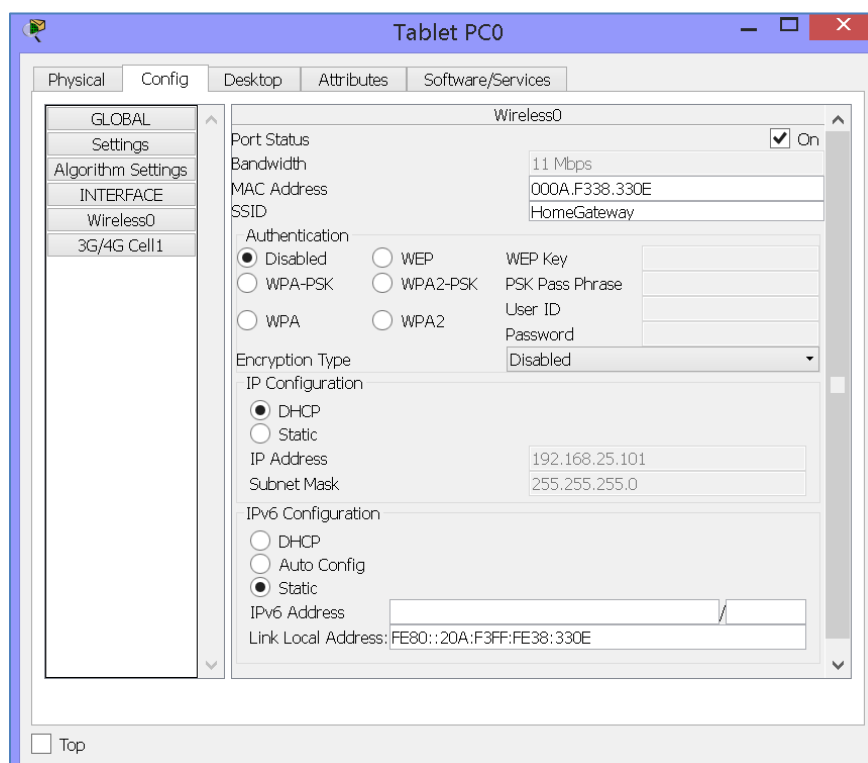 Tablet PC0
Physical Config Desktop Attributes Software/Services
GLOBAL
Settings
Algorithm Settings
INTERFACE
Wireless0
3G/4G Cell1
Wireless0
Port Status On
Bandwidth 11 Mbps
MAC Address 000A.F338.330E
SSID HomeGateway
Authentication
Disabled WEP WEP Key
WPA-PSK WPA2-PSK PSK Pass Phrase
User ID
WPA WPA2
Password
Encryption Type Disabled
IP Configuration
DHCP
Static
IP Address 192.168.25.101
Subnet Mask 255.255.255.0
IPv6 Configuration
DHCP
Auto Config
Static
IPv6 Address /
Link Local Address: FE80::20A:F3FF:FE38:330E
Top